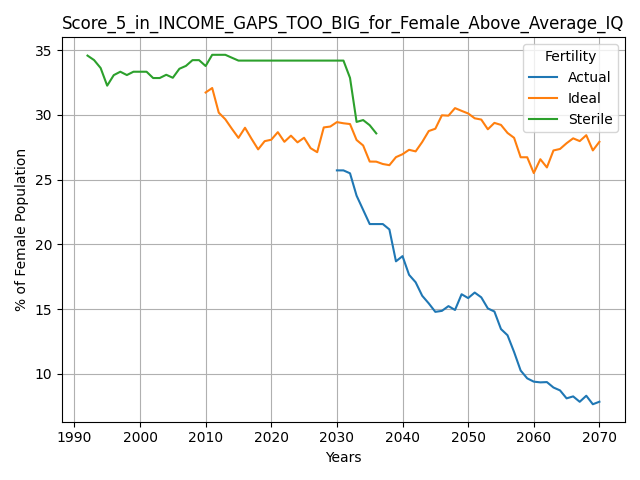 Score_5_in_INCOME_GAPS_TOO_BIG_for_Female_Above_Average_IQ
Fertility
Actual
Ideal
Sterile
% of Female Population
35
30
25
20
15
10
1990 2000 2010 2020 2030 2040 2050 2060 2070
Years